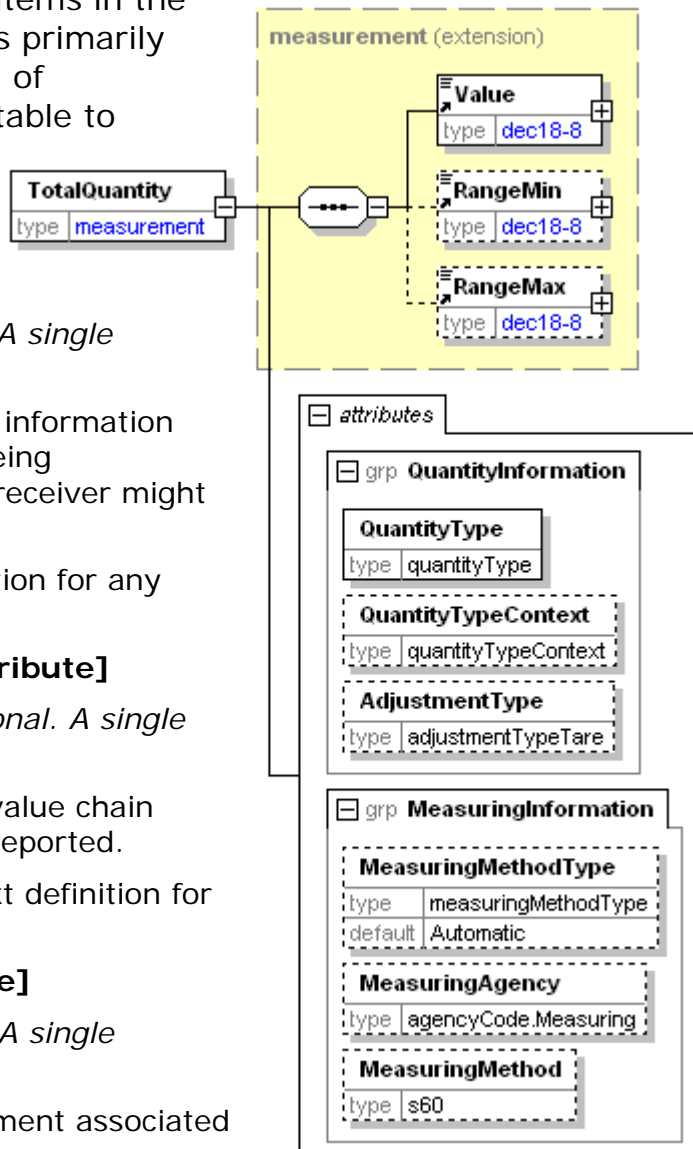 items in the
s primarily
of
table to
A single
information
eing
receiver might
tion for any
ribute]
onal. A single
value chain
reported.
xt definition for
e]
A single
ment associated
measurement (extension)
TotalQuantity
type measurement
Value
type dec18-8
RangeMin
type dec18-8
RangeMax
type dec18-8
attributes
grp QuantityInformation
QuantityType
type quantityType
QuantityTypeContext
type quantityTypeContext
AdjustmentType
type adjustmentTypeTare
grp MeasuringInformation
MeasuringMethodType
type measuringMethodType
default Automatic
MeasuringAgency
type agencyCode.Measuring
MeasuringMethod
type s60